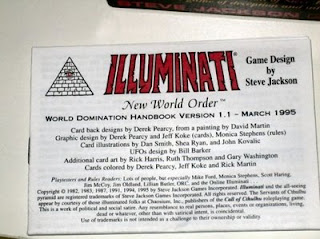 STEVE JACKSON
ILLUMINATI®
Game Design
by
Steve Jackson
New World Order™
WORLD DOMINATION HANDBOOK VERSION 1.1 – MARCH 1995
Card back designs by Derek Pearcy, from a painting by David Martin
Graphic design by Derek Pearcy and Jeff Koke (cards), Monica Stephens (rules)
Card illustrations by Dan Smith, Shea Ryan, and John Kovalic
UFOs design by Bill Barker
Additional card art by Rick Harris, Ruth Thompson and Gary Washington
Cards colored by Derek Pearcy, Jeff Koke and Rick Martin
Playtesters and Rules Readers: Lots of people, but especially Mike Ford, Monica Stephens, Scott Haring,
Jim McCoy, Jim Oldland, Lillian Butler, ORC, and the Online Illuminati
Copyright © 1982, 1983, 1987, 1991, 1994, 1995 by Steve Jackson Games Incorporated. Illuminati and the all-seeing
pyramid are registered trademarks of Steve Jackson Games Incorporated. All rights reserved. The Servants of Cthulhu
appear by courtesy of those illuminated folks at Chaosium, Inc., publishers of the Call of Cthulhu roleplaying game.
This is a work of political and social satire. Any resemblance to real persons, places, events or organizations, living,
dead or whatever, other than with satirical intent, is coincidental.
Use of trademarks is not intended as a challenge to their ownership or validity